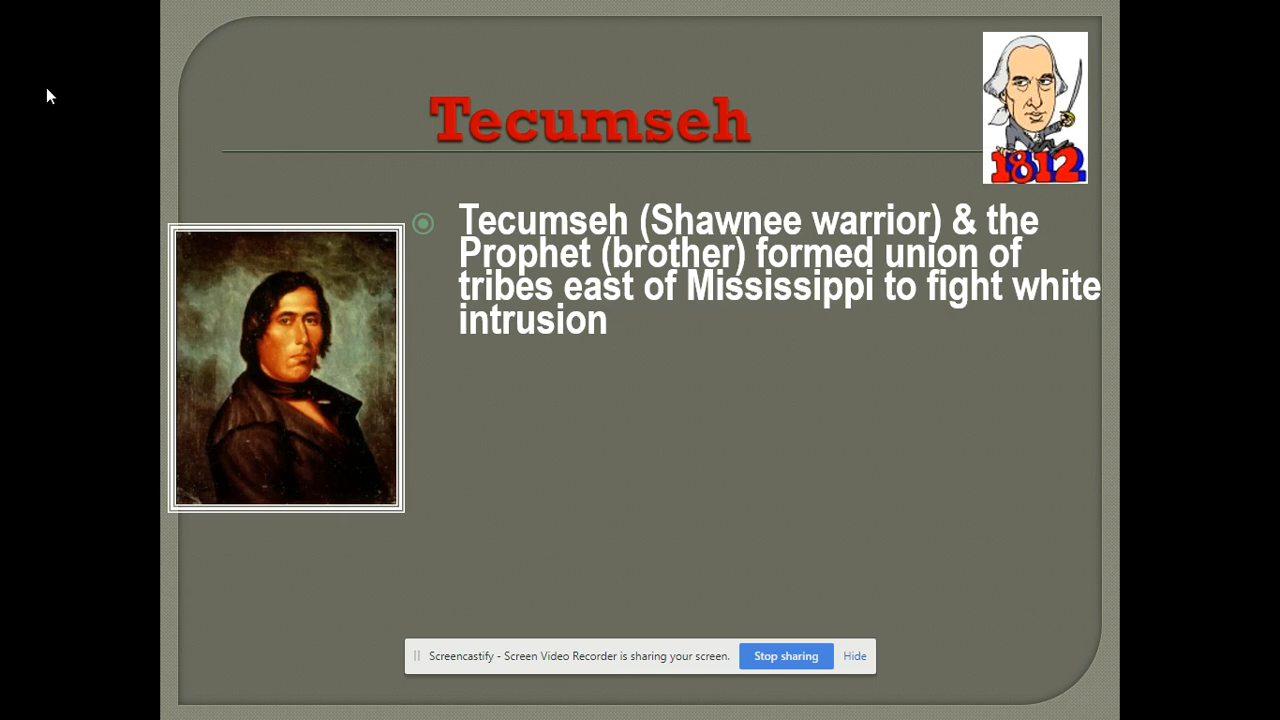 Tecumseh
1812
Tecumseh (Shawnee warrior) & the
Prophet (brother) formed union of
tribes east of Mississippi to fight white
intrusion
Screencastify - Screen Video Recorder is sharing your screen. Stop sharing Hide